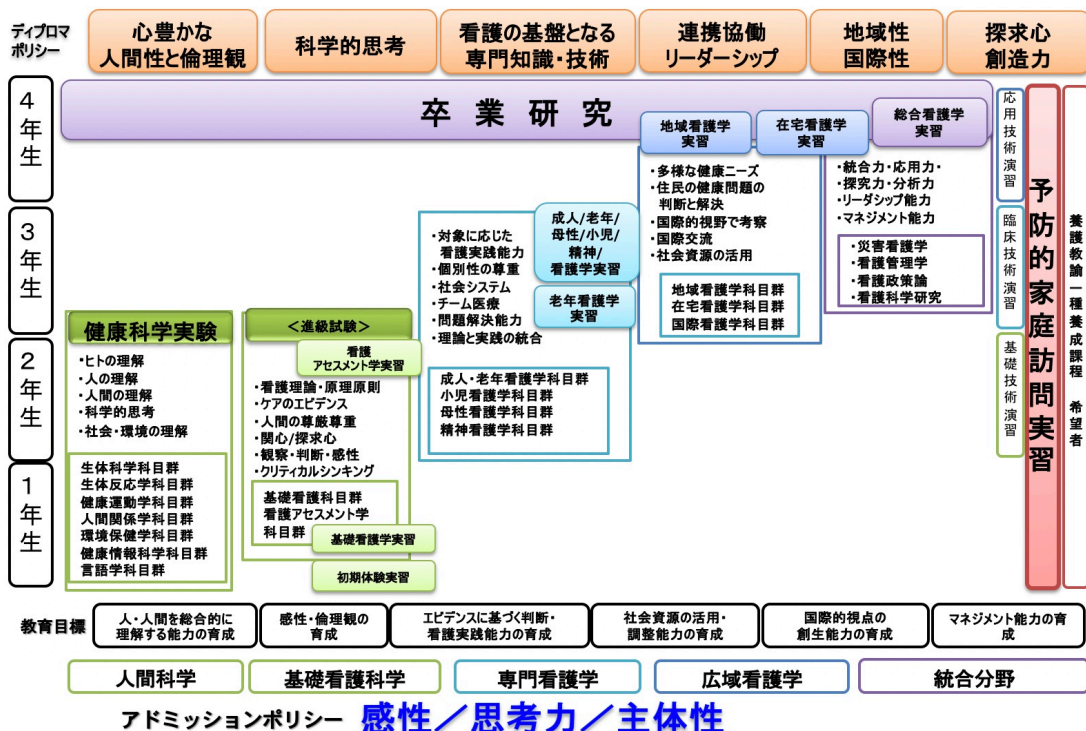 ディプロマ
ポリシー
心豊かな
人間性と倫理観
科学的思考
看護の基盤となる
専門知識・技術
連携協働
リーダーシップ
地域性
国際性
探求心
創造力
4年生
3年生
2年生
1年生
卒業研究
地域看護学
実習
在宅看護学
実習
総合看護学
実習
・多様な健康ニーズ
・住民の健康問題の
判断と解決
・国際的視野で考察
・国際交流
・社会資源の活用
地域看護学科目群
在宅看護学科目群
国際看護学科目群
・統合力・応用力・
・探究力・分析力
・リーダシップ能力
・マネジメント能力
・災害看護学
・看護管理学
・看護政策論
・看護科学研究
・対象に応じた
看護実践能力
・個別性の尊重
・社会システム
・チーム医療
・問題解決能力
・理論と実践の統合
成人/老年/
母性/小児/
精神/
看護学実習
老年看護学
実習
成人・老年看護学科目群
小児看護学科目群
母性看護学科目群
精神看護学科目群
健康科学実験
・ヒトの理解
・人の理解
・人間の理解
・科学的思考
・社会・環境の理解
生体科学科目群
生体反応学科目群
健康運動学科目群
人間関係学科目群
環境保健学科目群
健康情報科学科目群
言語学科目群
＜進級試験＞
看護
アセスメント学実習
・看護理論・原理原則
・ケアのエビデンス
・人間の尊厳尊重
・関心/探求心
・観察・判断・感性
・クリティカルシンキング
基礎看護科目群
看護アセスメント学
科目群
基礎看護学実習
初期体験実習
応用技術演習
臨床技術演習
基礎技術演習
予防的家庭訪問実習
養護教諭一種養成課程 希望者
教育目標
人・人間を総合的に
理解する能力の育成
感性・倫理観の
育成
エビデンスに基づく判断・
看護実践能力の育成
社会資源の活用・
調整能力の育成
国際的視点の
創生能力の育成
マネジメント能力の育
成
人間科学
基礎看護科学
専門看護学
広域看護学
統合分野
アドミッションポリシー 感性／思考力／主体性